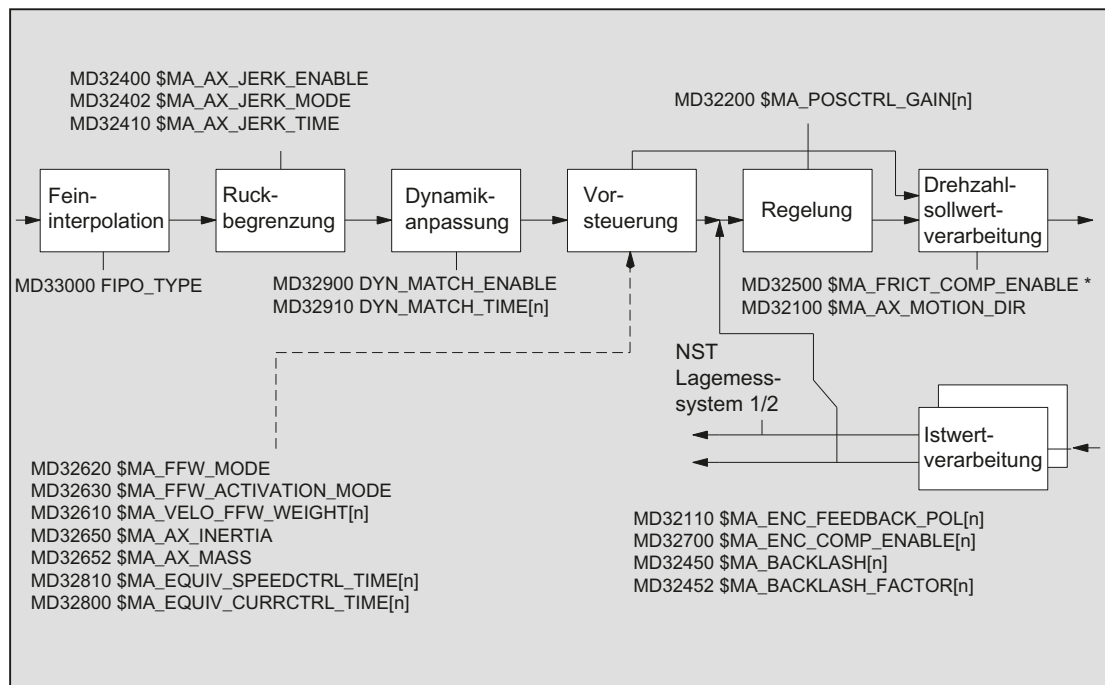 MD32400 $MA_AX_JERK_ENABLE
MD32402 $MA_AX_JERK_MODE
MD32410 $MA_AX_JERK_TIME
MD32200 $MA_POSCTRL_GAIN[n]
Fein-
interpolation
Ruck-
begrenzung
Dynamik-
anpassung
Vor-
steuerung
Regelung
Drehzahl-
sollwert-
verarbeitung
MD33000 FIPO_TYPE
MD32900 DYN_MATCH_ENABLE
MD32910 DYN_MATCH_TIME[n]
MD32500 $MA_FRICT_COMP_ENABLE *
MD32100 $MA_AX_MOTION_DIR
NST
Lagemess-
system 1/2
Istwert-
verarbeitung
MD32620 $MA_FFW_MODE
MD32630 $MA_FFW_ACTIVATION_MODE
MD32610 $MA_VELO_FFW_WEIGHT[n]
MD32650 $MA_AX_INERTIA
MD32652 $MA_AX_MASS
MD32810 $MA_EQUIV_SPEEDCTRL_TIME[n]
MD32800 $MA_EQUIV_CURRCTRL_TIME[n]
MD32110 $MA_ENC_FEEDBACK_POL[n]
MD32700 $MA_ENC_COMP_ENABLE[n]
MD32450 $MA_BACKLASH[n]
MD32452 $MA_BACKLASH_FACTOR[n]